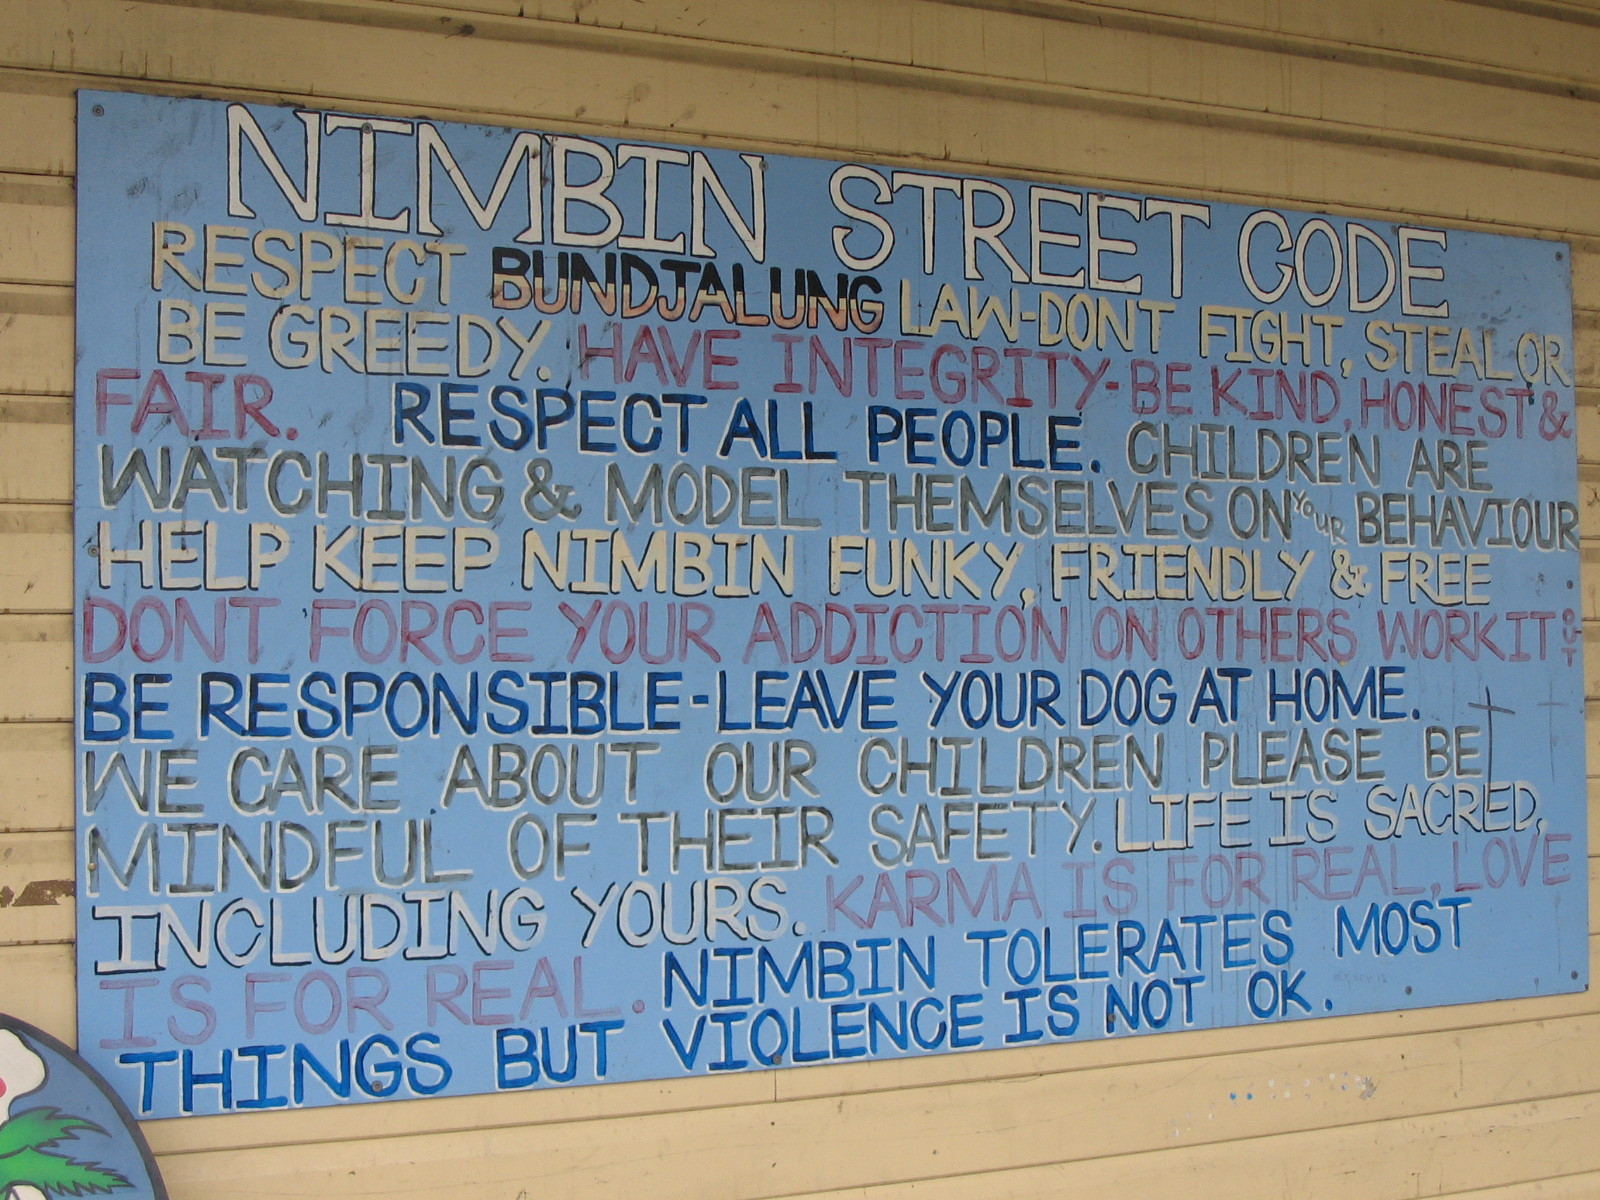 NIMBIN STREET CODE
RESPECT BUNDJALUNG LAW-DONT FIGHT, STEAL OR
BE GREEDY. HAVE INTEGRITY-BE KIND, HONEST &
FAIR. RESPECT ALL PEOPLE. CHILDREN ARE
WATCHING & MODEL THEMSELVES ON YOUR BEHAVIOUR
HELP KEEP NIMBIN FUNKY, FRIENDLY & FREE
DONT FORCE YOUR ADDICTION ON OTHERS WORK IT OUT
BE RESPONSIBLE-LEAVE YOUR DOG AT HOME.
WE CARE ABOUT OUR CHILDREN PLEASE BE
MINDFUL OF THEIR SAFETY. LIFE IS SACRED,
INCLUDING YOURS. KARMA IS FOR REAL, LOVE
IS FOR REAL. NIMBIN TOLERATES MOST
THINGS BUT VIOLENCE IS NOT OK.